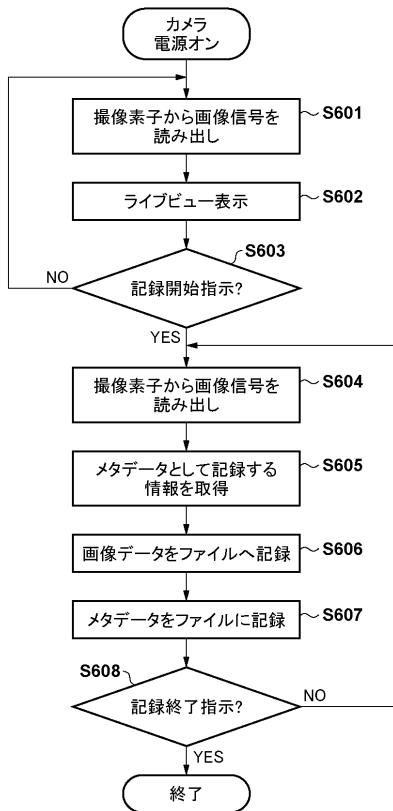 カメラ
電源オン
撮像素子から画像信号を
読み出し
S601
ライブビュー表示
S602
S603
記録開始指示?
NO
YES
撮像素子から画像信号を
読み出し
S604
メタデータとして記録する
情報を取得
S605
画像データをファイルへ記録
S606
メタデータをファイルに記録
S607
S608
記録終了指示?
NO
YES
終了